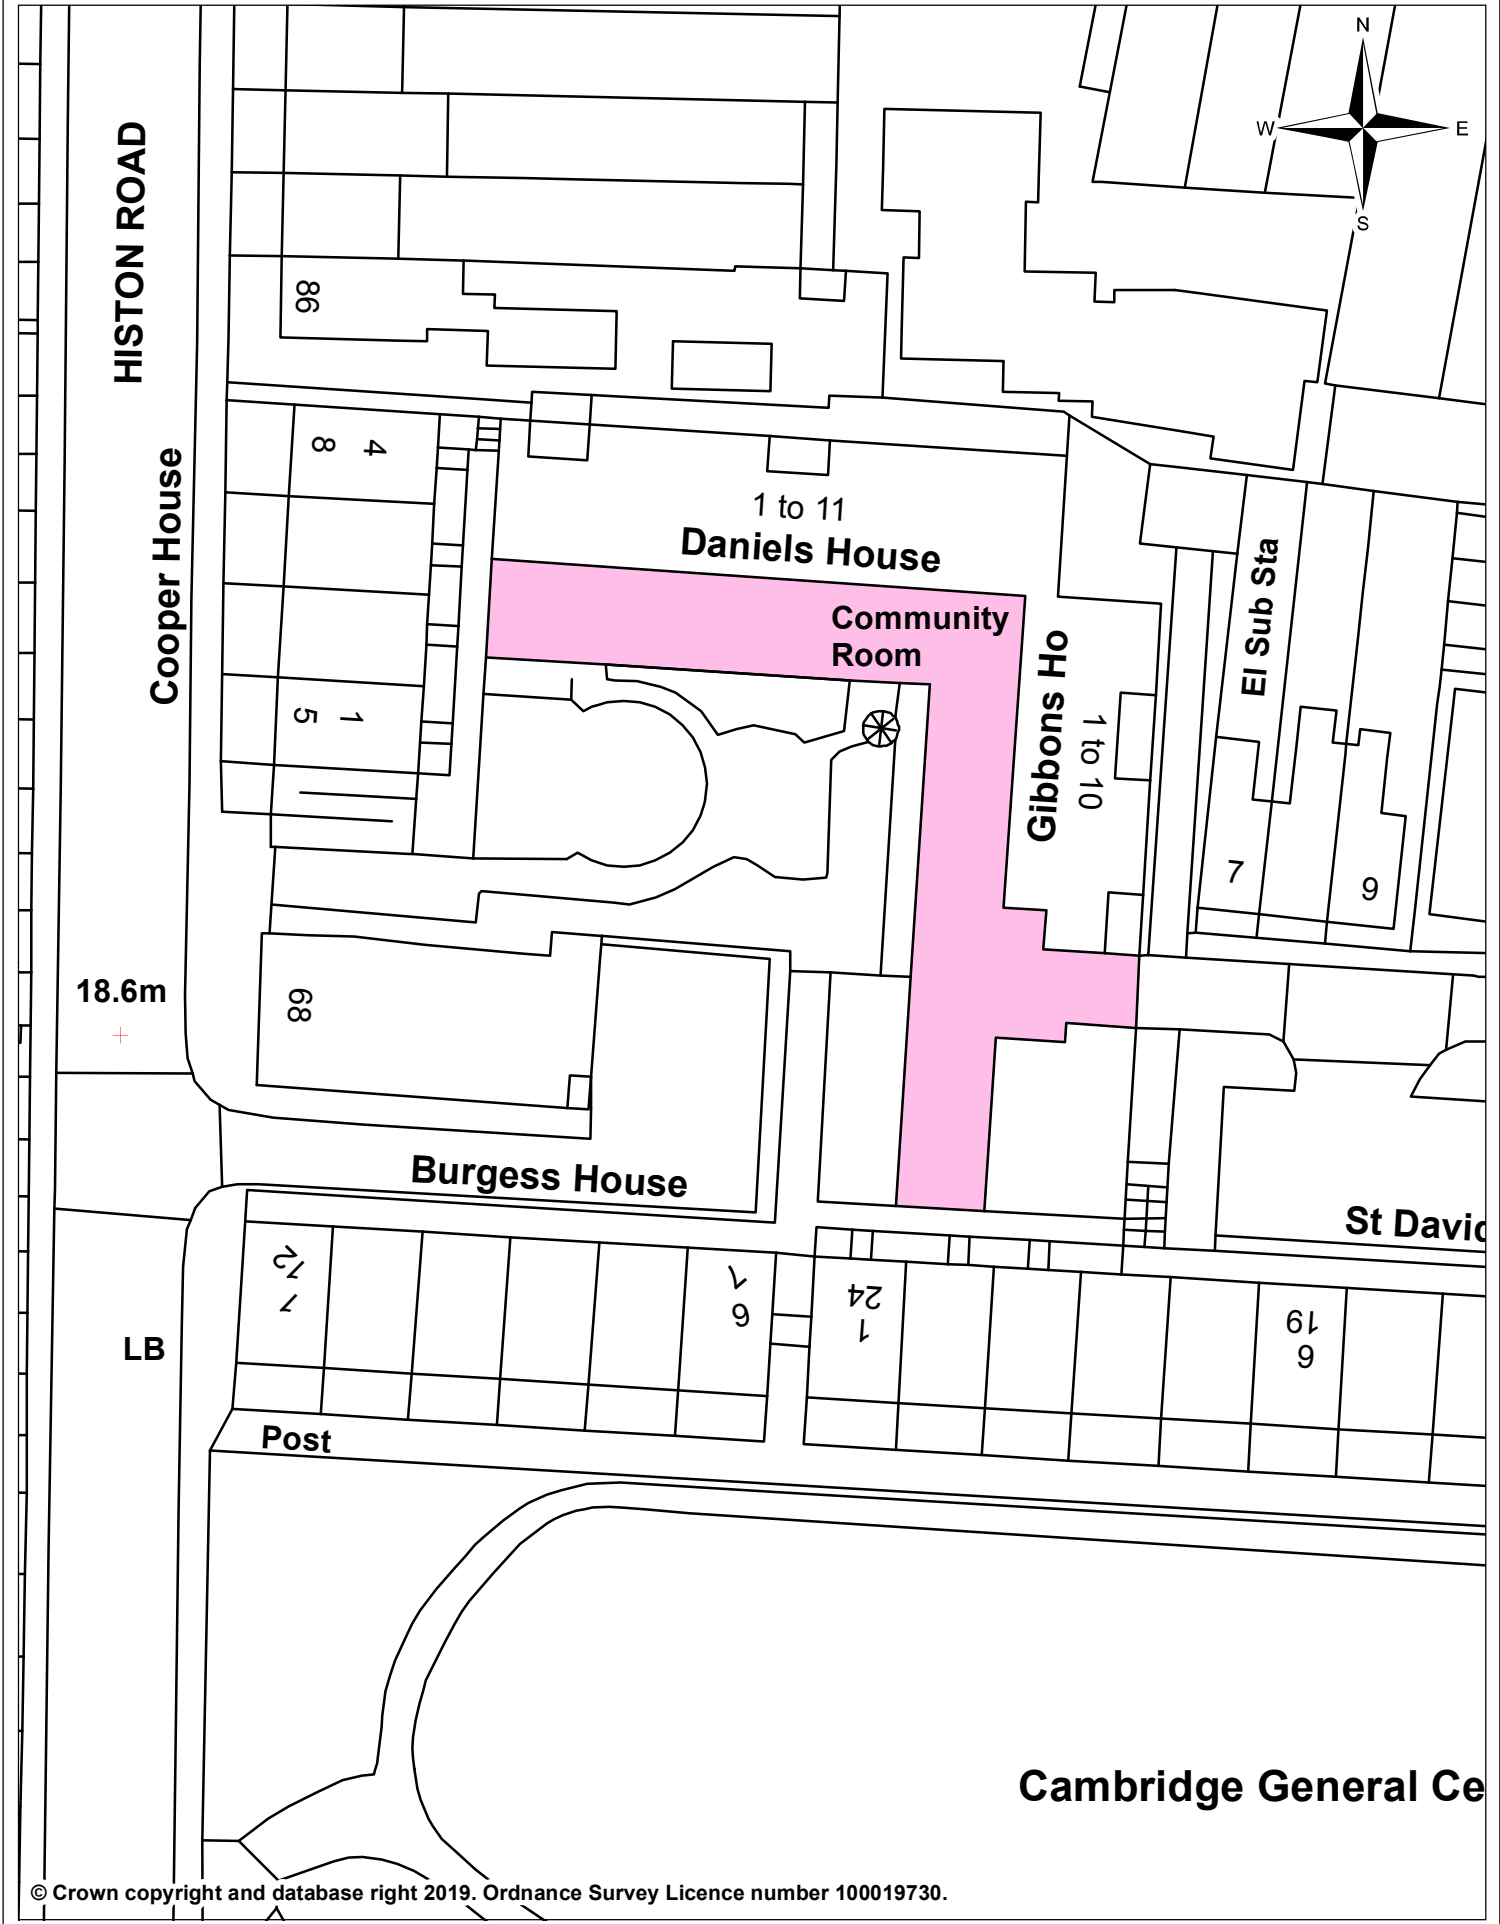 N
W
E
S
HISTON ROAD
86
8 4
Cooper House
1 to 11
Daniels House
El Sub Sta
Community
Room
Gibbons Ho
1 to 10
5 1
7
9
18.6m
68
Burgess House
St Davic
12
1
7
6
24
1
19
6
LB
Post
Cambridge General Ce
© Crown copyright and database right 2019. Ordnance Survey Licence number 100019730.